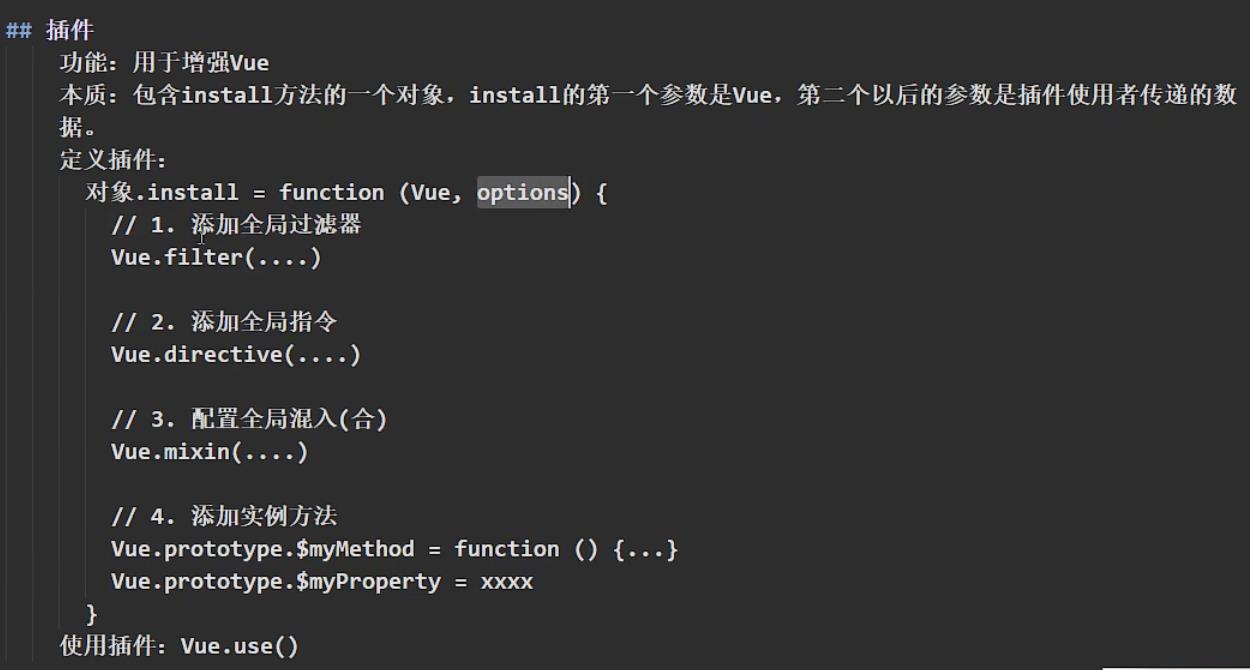 ## 插件
功能：用于增强Vue
本质：包含install方法的一个对象，install的第一个参数是Vue，第二个以后的参数是插件使用者传递的数
据。
定义插件：
对象.install = function (Vue, options) {
// 1. 添加全局过滤器
Vue.filter(....)
// 2. 添加全局指令
Vue.directive(....)
// 3. 配置全局混入(合)
Vue.mixin(....)
// 4. 添加实例方法
Vue.prototype.$myMethod = function () {...}
Vue.prototype.$myProperty = xxxx
}
使用插件：Vue.use()